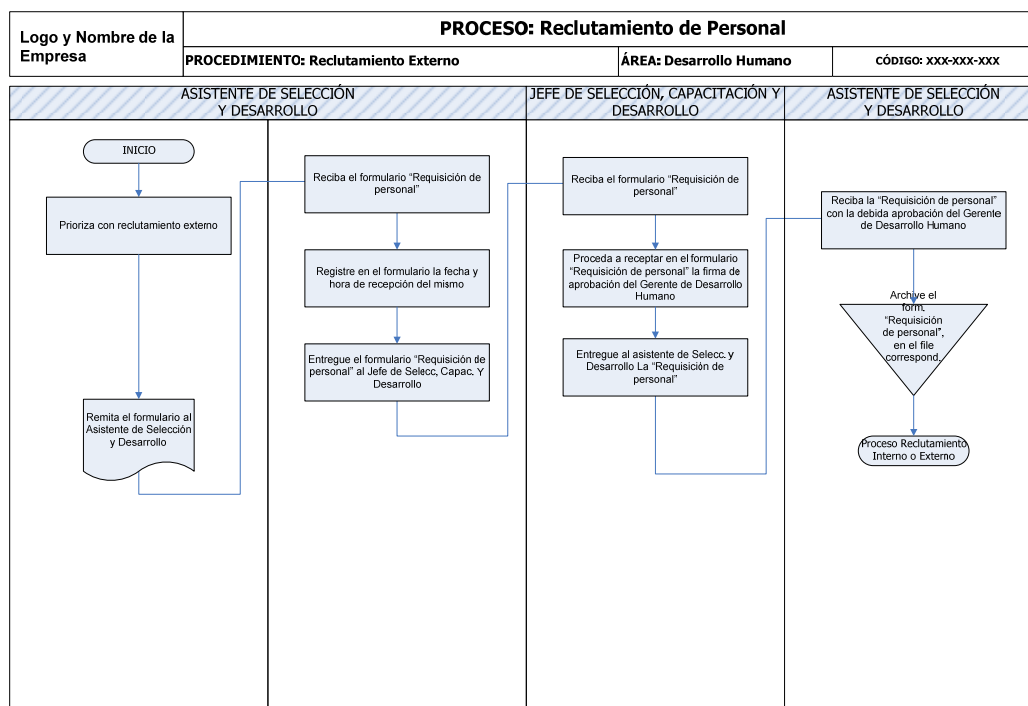 Logo y Nombre de la
Empresa
PROCESO: Reclutamiento de Personal
PROCEDIMIENTO: Reclutamiento Externo
ÁREA: Desarrollo Humano
CÓDIGO: XXX-XXX-XXX
ASISTENTE DE SELECCIÓN
Y DESARROLLO
JEFE DE SELECCIÓN, CAPACITACIÓN Y
DESARROLLO
ASISTENTE DE SELECCIÓN
Y DESARROLLO
INICIO
Prioriza con reclutamiento externo
Remita el formulario al
Asistente de Selección
y Desarrollo
Reciba el formulario “Requisición de
personal”
Registre en el formulario la fecha y
hora de recepción del mismo
Entregue el formulario “Requisición de
personal” al Jefe de Selecc, Capac. Y
Desarrollo
Reciba el formulario “Requisición de
personal”
Proceda a receptar en el formulario
“Requisición de personal” la firma de
aprobación del Gerente de Desarrollo
Humano
Entregue al asistente de Selecc. y
Desarrollo La “Requisición de
personal”
Reciba la “Requisición de personal”
con la debida aprobación del Gerente
de Desarrollo Humano
Archive el
form.
“Requisición
de personal”,
en el file
correspond.
Proceso Reclutamiento
Interno o Externo